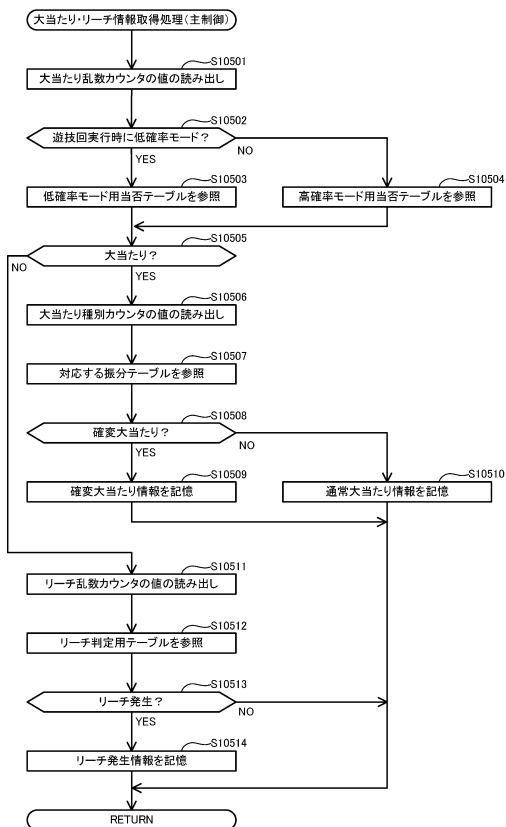 大当たり・リーチ情報取得処理(主制御)
S10501
大当たり乱数カウンタの値の読み出し
S10502
遊技回実行時に低確率モード?
NO
YES
S10503
低確率モード用当否テーブルを参照
S10504
高確率モード用当否テーブルを参照
S10505
大当たり?
NO
YES
S10506
大当たり種別カウンタの値の読み出し
S10507
対応する振分テーブルを参照
S10508
確変大当たり?
NO
YES
S10509
確変大当たり情報を記憶
S10510
通常大当たり情報を記憶
S10511
リーチ乱数カウンタの値の読み出し
S10512
リーチ判定用テーブルを参照
S10513
リーチ発生?
NO
YES
S10514
リーチ発生情報を記憶
RETURN